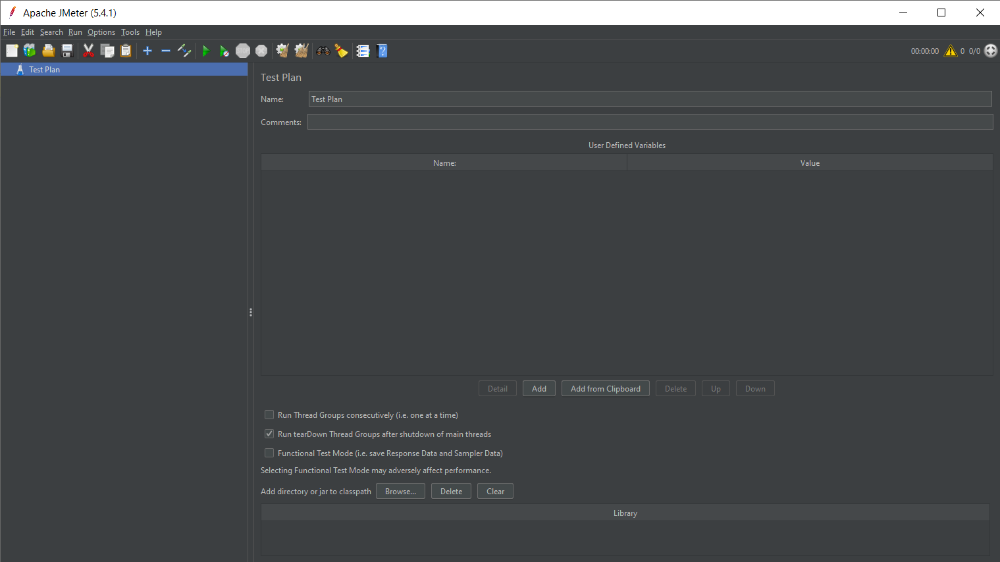 Apache JMeter (5.4.1)
File Edit Search Run Options Tools Help
STOP ? 00:00:00 0 0/0
Test Plan
Test Plan
Name: Test Plan
Comments:
User Defined Variables
Name: Value
Detail Add Add from Clipboard Delete Up Down
Run Thread Groups consecutively (i.e. one at a time)
Run tearDown Thread Groups after shutdown of main threads
Functional Test Mode (i.e. save Response Data and Sampler Data)
Selecting Functional Test Mode may adversely affect performance.
Add directory or jar to classpath Browse... Delete Clear
Library